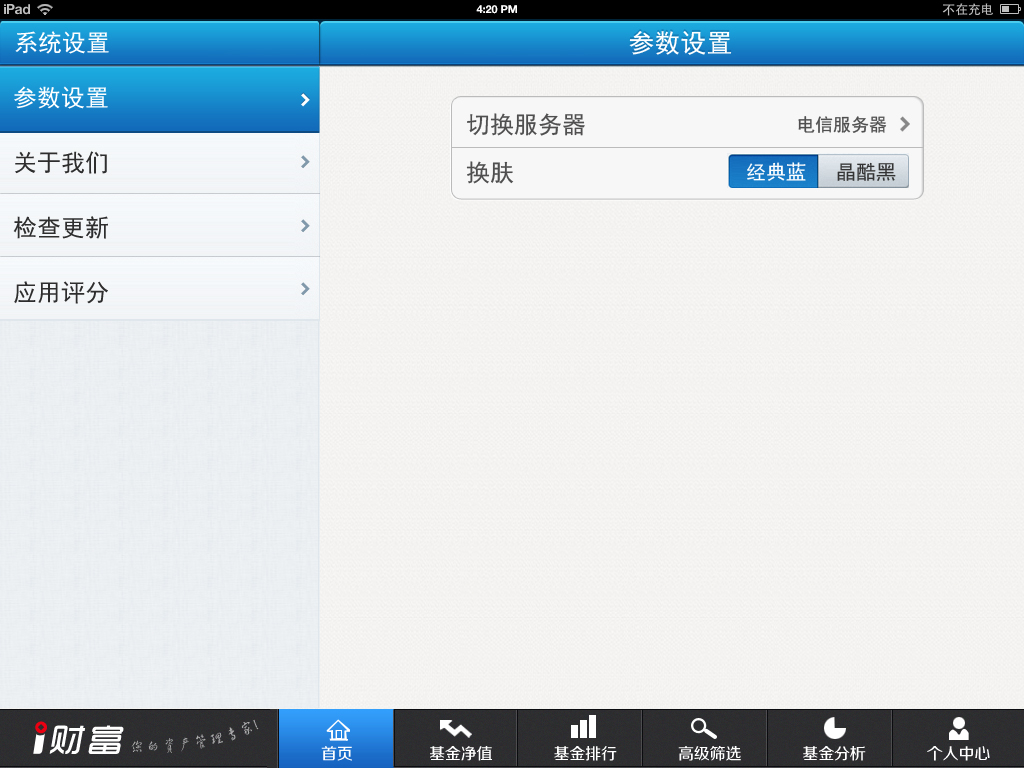 iPad 4:20 PM 不在充电
系统设置
参数设置
参数设置
关于我们
检查更新
应用评分
切换服务器 电信服务器
换肤 经典蓝 晶酷黑
i财富 你的資产管理专家!
首页
基金净值
基金排行
高级筛选
基金分析
个人中心